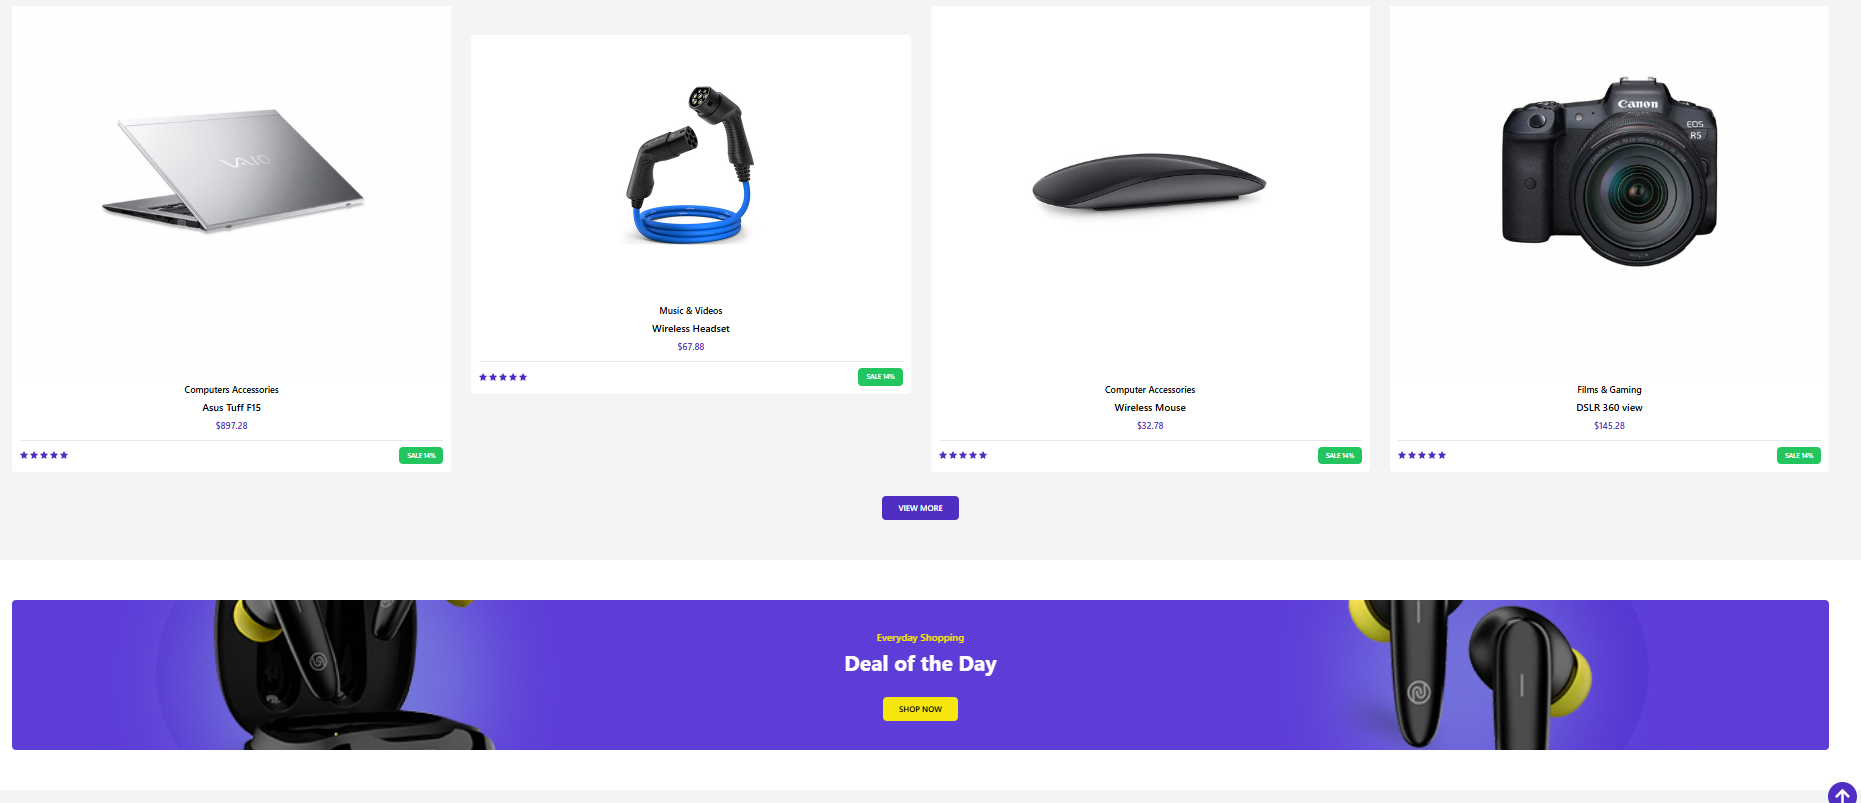 VAIO
Canon
EOS
R5
Music & Videos
Wireless Headset
$67.88
SALE 14%
Computers Accessories
Asus Tuff F15
$897.28
SALE 14%
Computer Accessories
Wireless Mouse
$32.78
SALE 14%
Films & Gaming
DSLR 360 view
$145.28
SALE 14%
VIEW MORE
Everyday Shopping
Deal of the Day
SHOP NOW